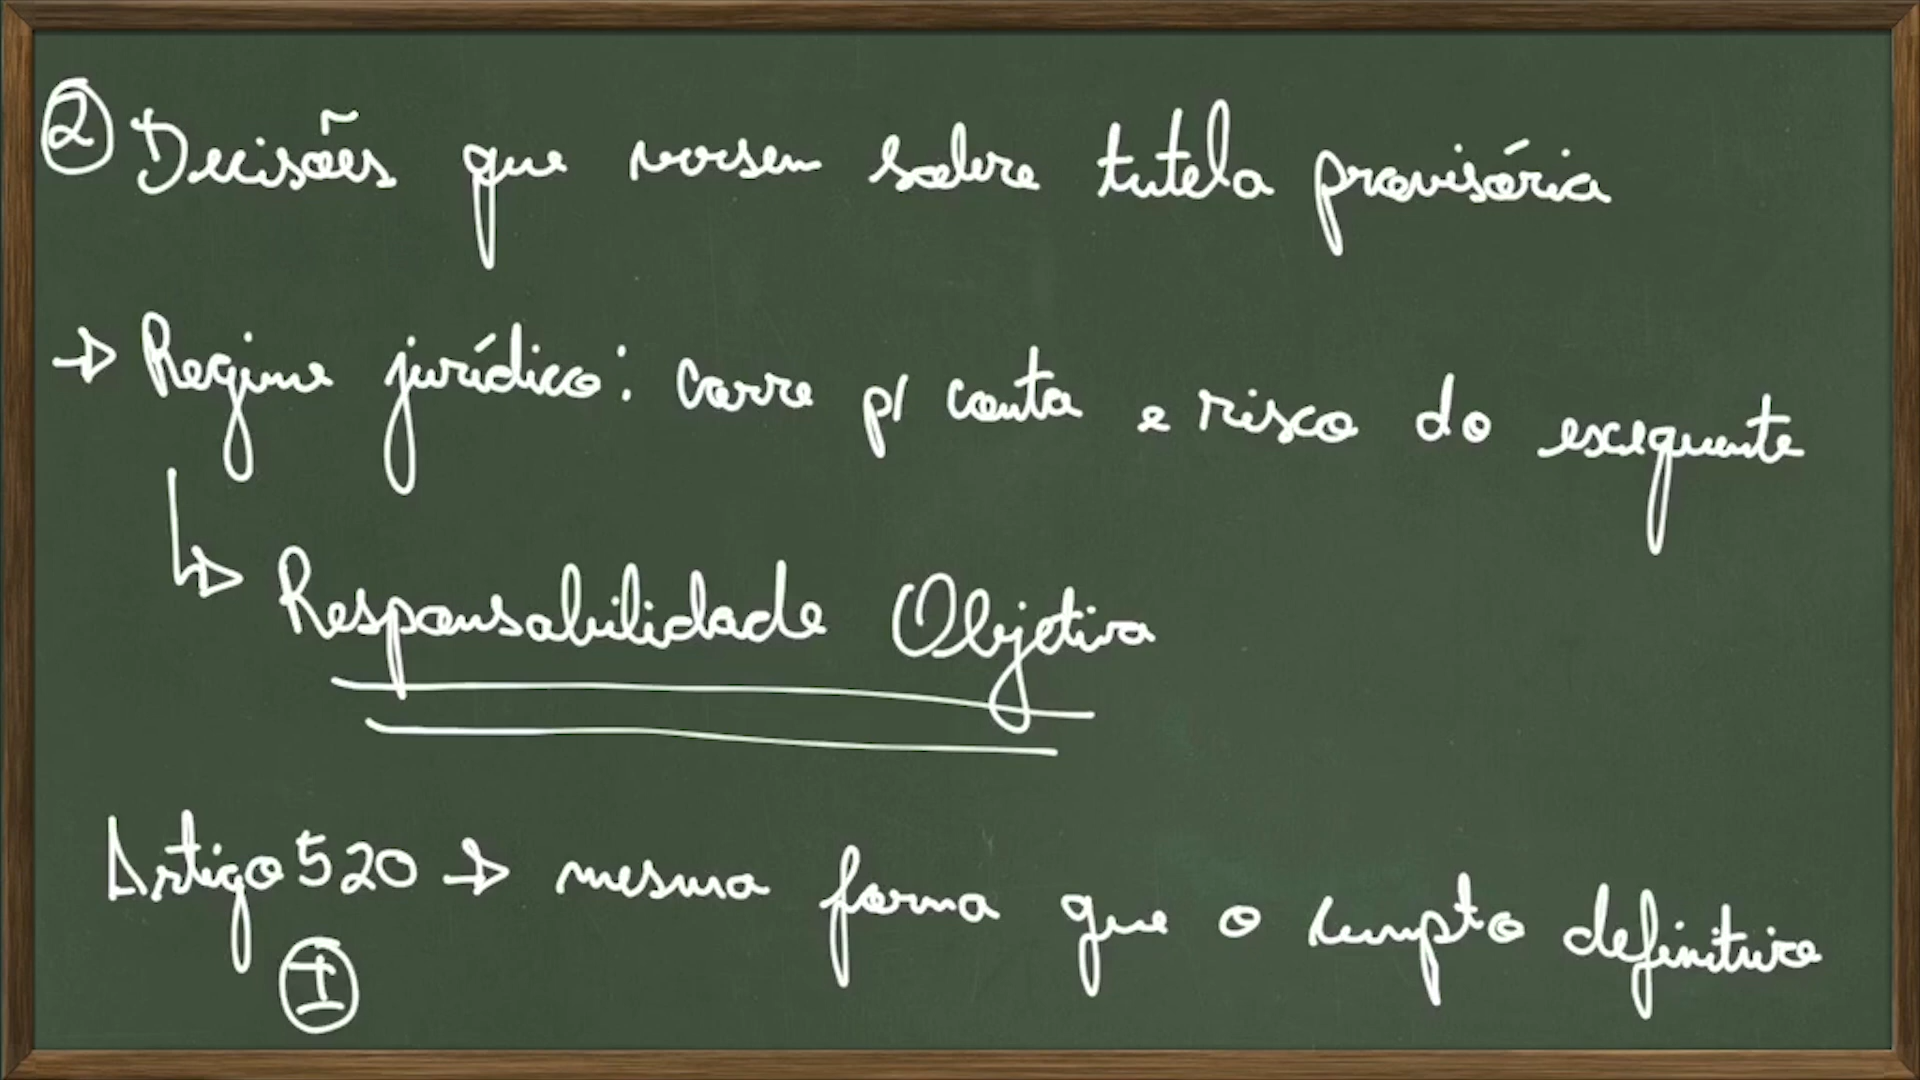 ② Decisões que versem sobre tutela provisória
→ Regime jurídico: corre p/ conta e risco do exequente
↳ Responsabilidade Objetiva
Artigo 520 → mesma forma que o cumpto definitivo
Ⓘ